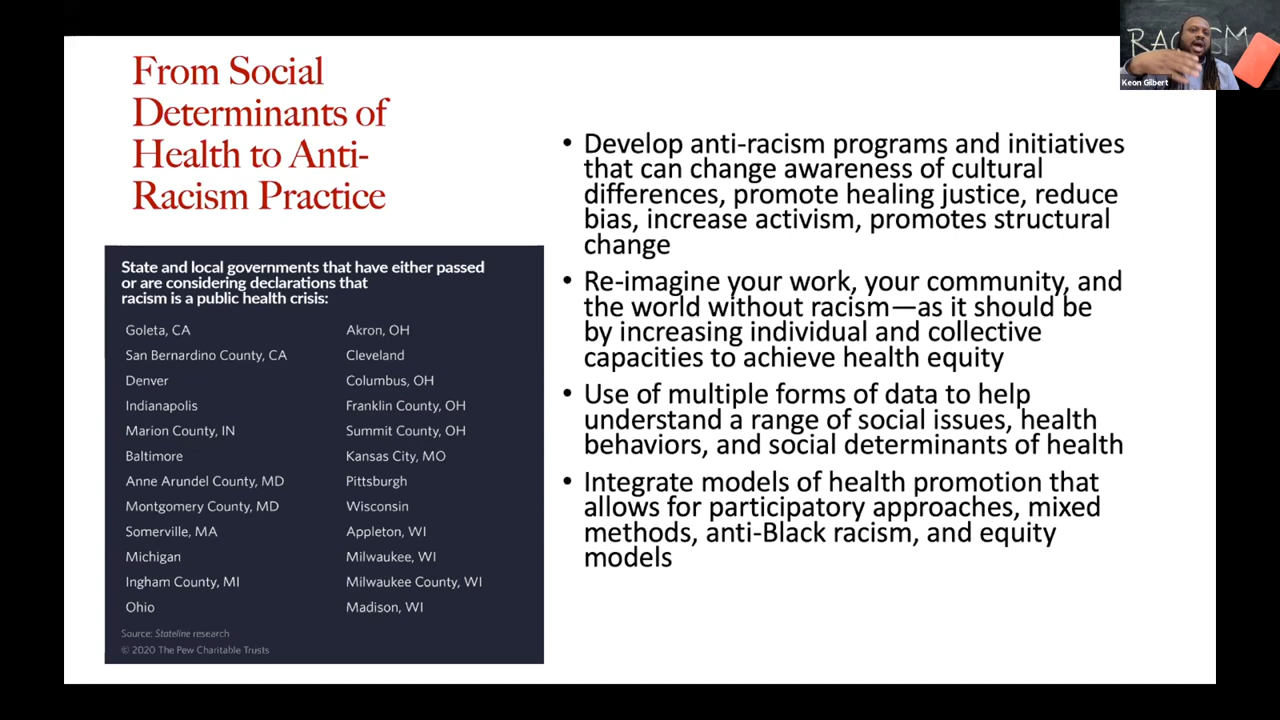 From Social
Determinants of
Health to Anti-
Racism Practice
State and local governments that have either passed
or are considering declarations that
racism is a public health crisis:
Goleta, CA
San Bernardino County, CA
Denver
Indianapolis
Marion County, IN
Baltimore
Anne Arundel County, MD
Montgomery County, MD
Somerville, MA
Michigan
Ingham County, MI
Ohio
Akron, OH
Cleveland
Columbus, OH
Franklin County, OH
Summit County, OH
Kansas City, MO
Pittsburgh
Wisconsin
Appleton, WI
Milwaukee, WI
Milwaukee County, WI
Madison, WI
Source: Stateline research
© 2020 The Pew Charitable Trusts
• Develop anti-racism programs and initiatives
that can change awareness of cultural
differences, promote healing justice, reduce
bias, increase activism, promotes structural
change
• Re-imagine your work, your community, and
the world without racism—as it should be
by increasing individual and collective
capacities to achieve health equity
• Use of multiple forms of data to help
understand a range of social issues, health
behaviors, and social determinants of health
• Integrate models of health promotion that
allows for participatory approaches, mixed
methods, anti-Black racism, and equity
models
Keon Gilbert